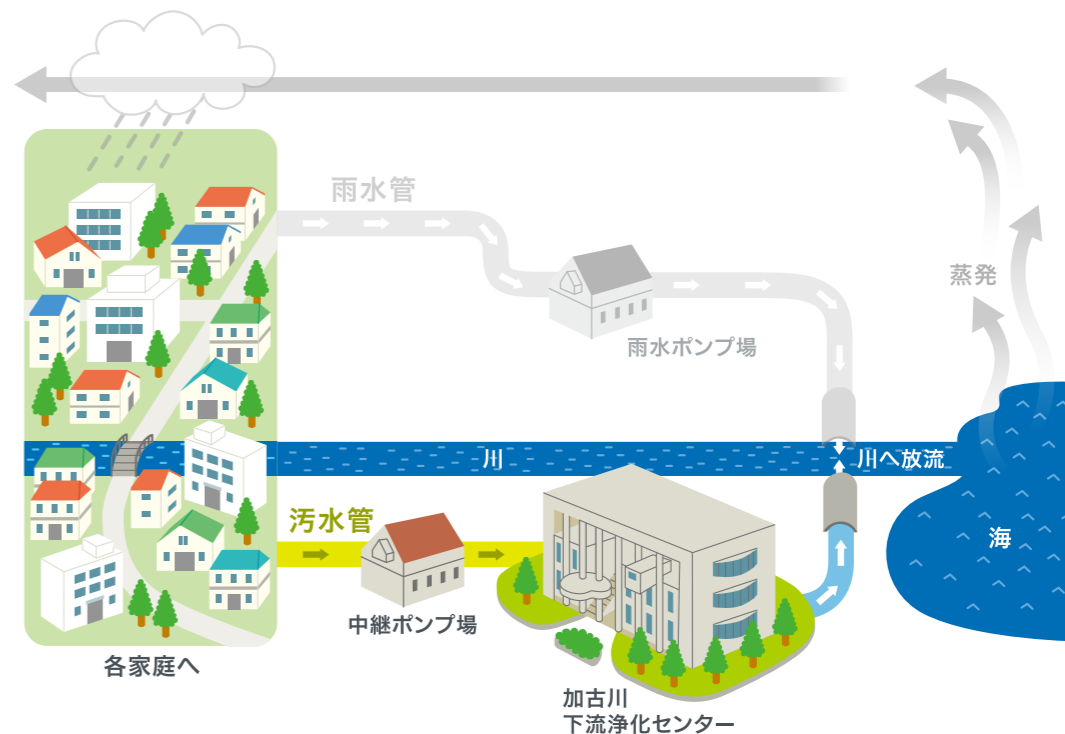 雨水管
蒸発
雨水ポンプ場
川
川へ放流
汚水管
海
中継ポンプ場
各家庭へ
加古川
下流浄化センター